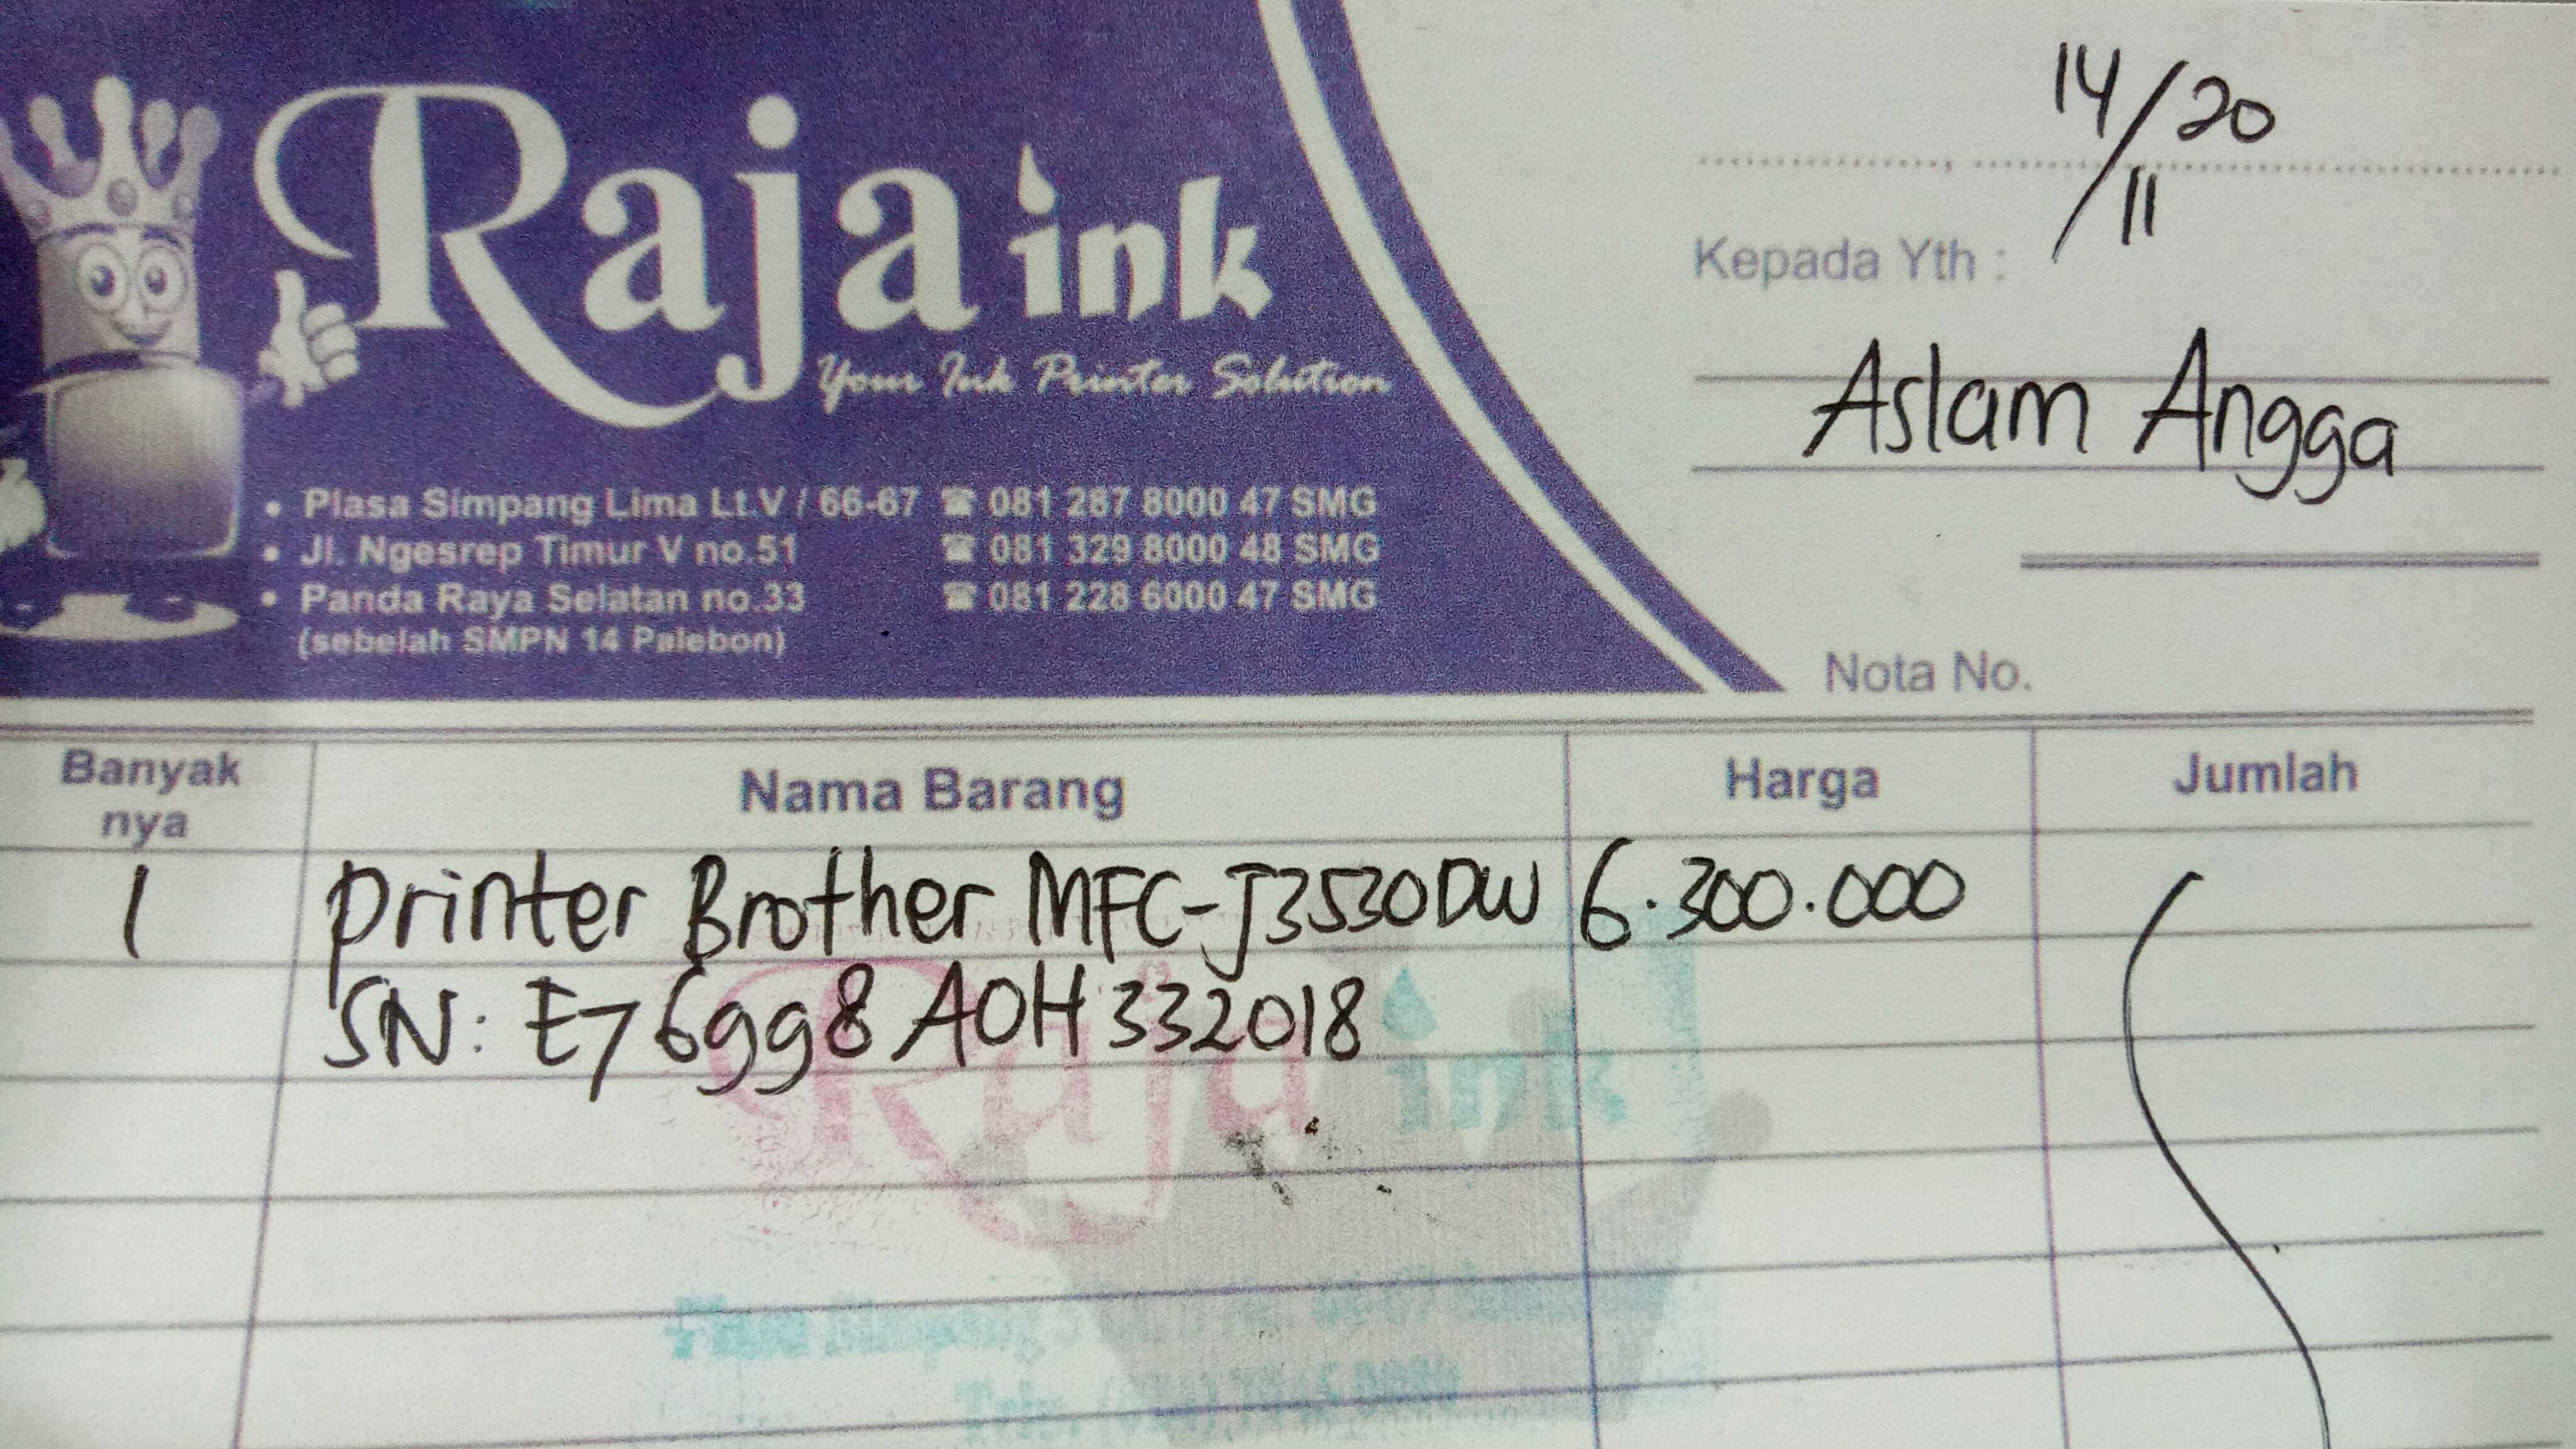 Raja ink
Your Ink Printer Solution
• Plasa Simpang Lima Lt.V / 66-67 ☎ 081 287 8000 47 SMG
• Jl. Ngesrep Timur V no.51 ☎ 081 329 8000 48 SMG
• Panda Raya Selatan no.33 ☎ 081 228 6000 47 SMG
(sebelah SMPN 14 Palebon)
14/11 20
Kepada Yth :
Aslam Angga
Nota No.
Banyak nya Nama Barang Harga Jumlah
1 printer Brother MFC-J3530DW 6.300.000
SN: E76998A0H332018
Raja ink